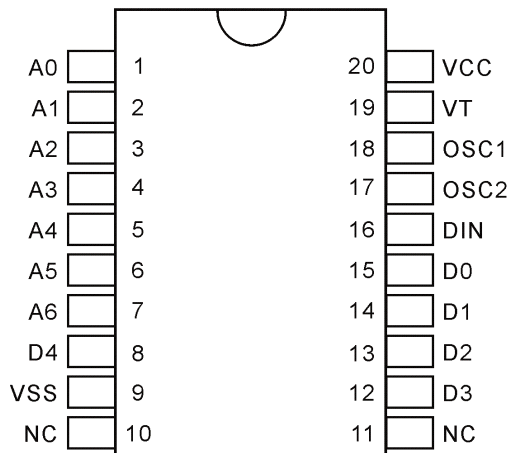 A0 1 20 VCC
A1 2 19 VT
A2 3 18 OSC1
A3 4 17 OSC2
A4 5 16 DIN
A5 6 15 D0
A6 7 14 D1
D4 8 13 D2
VSS 9 12 D3
NC 10 11 NC